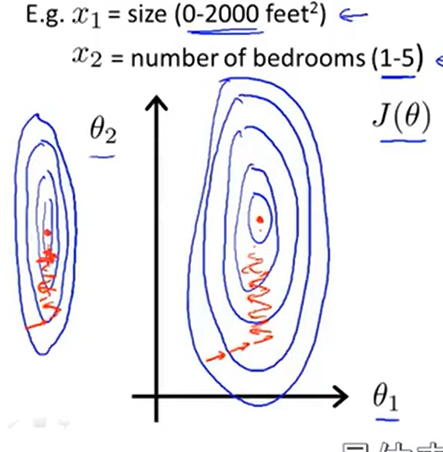 E.g. x₁ = size (0-2000 feet²)
x₂ = number of bedrooms (1-5)
θ₂
J(θ)
θ₁